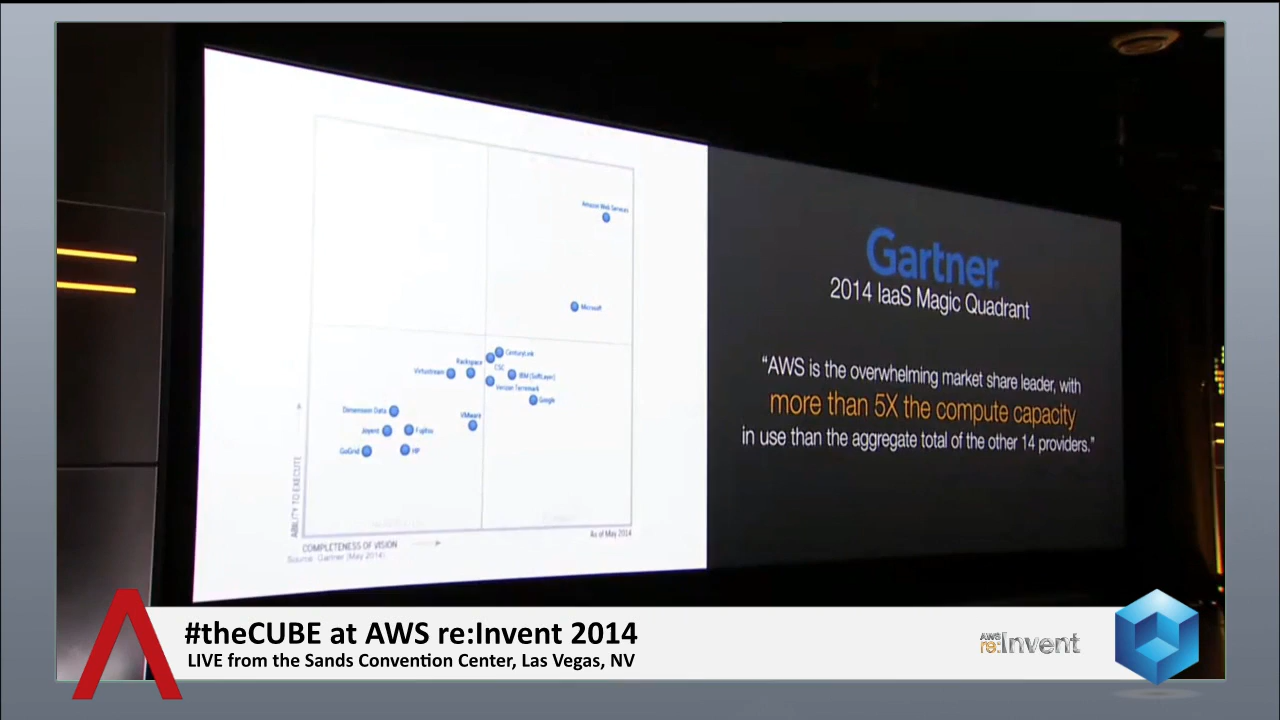 Amazon Web Services
Microsoft
CenturyLink
Rackspace
CSC
Virtustream
IBM (SoftLayer)
Verizon Terremark
Google
Dimension Data
VMware
Joyent
Fujitsu
GoGrid
HP
ABILITY TO EXECUTE
COMPLETENESS OF VISION
As of May 2014
Source: Gartner (May 2014)
Gartner
2014 IaaS Magic Quadrant
“AWS is the overwhelming market share leader, with
more than 5X the compute capacity
in use than the aggregate total of the other 14 providers.”
#theCUBE at AWS re:Invent 2014
LIVE from the Sands Convention Center, Las Vegas, NV
AWS
re:Invent